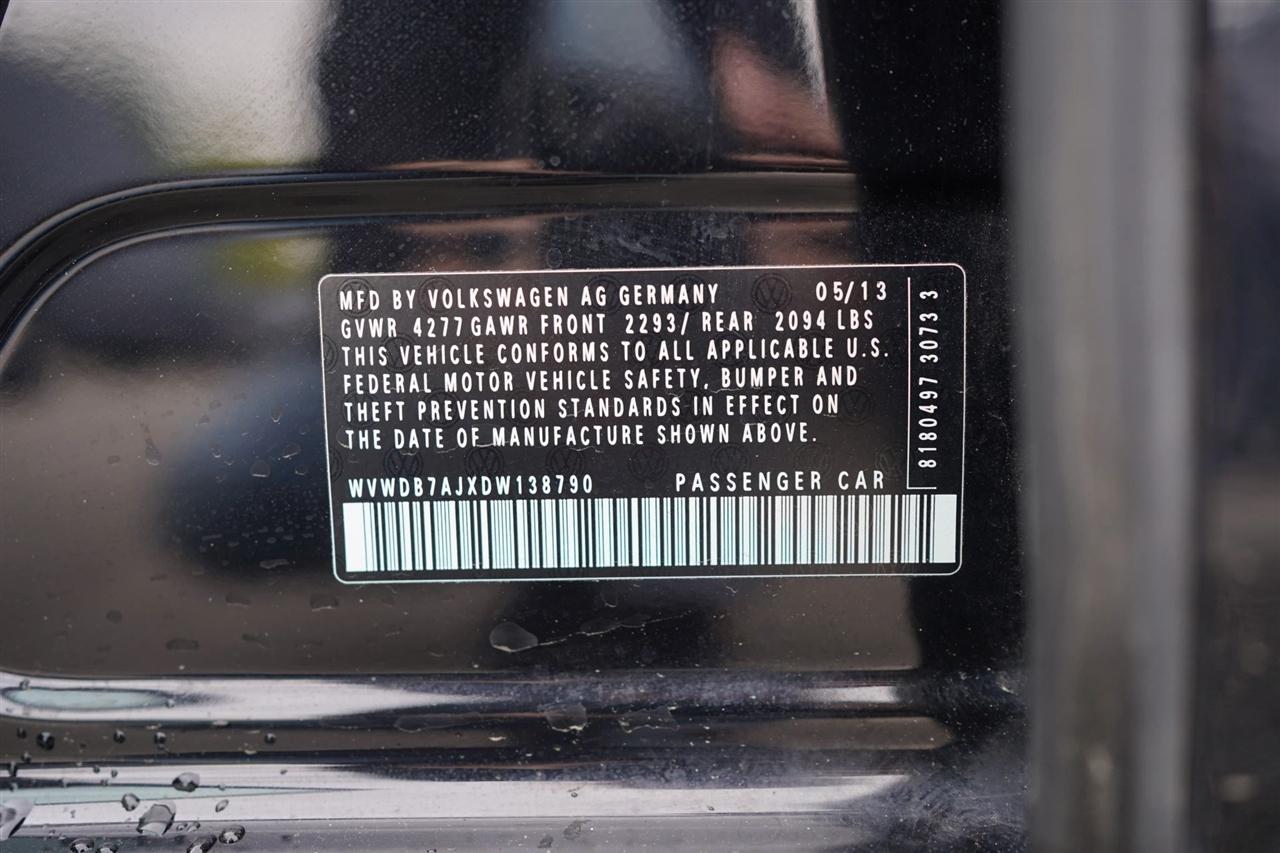 MFD BY VOLKSWAGEN AG GERMANY 05/13
GVWR 4277 GAWR FRONT 2293/ REAR 2094 LBS
THIS VEHICLE CONFORMS TO ALL APPLICABLE U.S.
FEDERAL MOTOR VEHICLE SAFETY, BUMPER AND
THEFT PREVENTION STANDARDS IN EFFECT ON
THE DATE OF MANUFACTURE SHOWN ABOVE.
WVWDB7AJXDW138790 PASSENGER CAR
8180497 3073 3